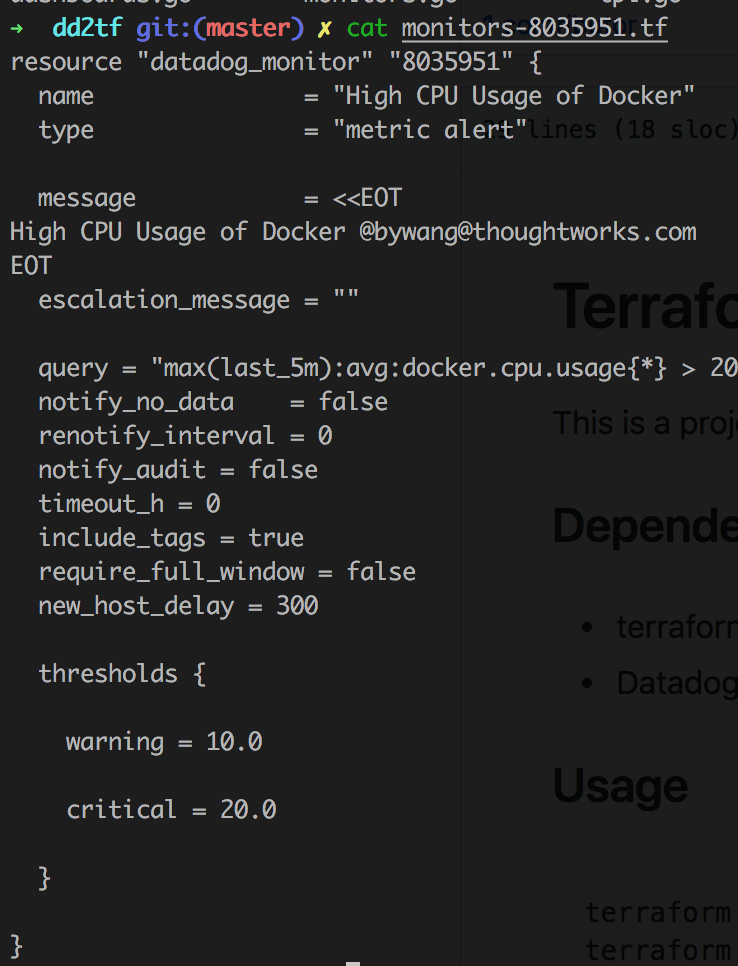 ➜ dd2tf git:(master) ✗ cat monitors-8035951.tf
resource "datadog_monitor" "8035951" {
  name               = "High CPU Usage of Docker"
  type               = "metric alert"
  message            = <<EOT
High CPU Usage of Docker @bywang@thoughtworks.com
EOT
  escalation_message = ""
  query = "max(last_5m):avg:docker.cpu.usage{*} > 20
  notify_no_data    = false
  renotify_interval = 0
  notify_audit = false
  timeout_h = 0
  include_tags = true
  require_full_window = false
  new_host_delay = 300
  thresholds {
    warning = 10.0
    critical = 20.0
  }
}
lines (18 sloc)
Terrafo
This is a proj
Depende
terraform
Datadog
Usage
terraform
terraform